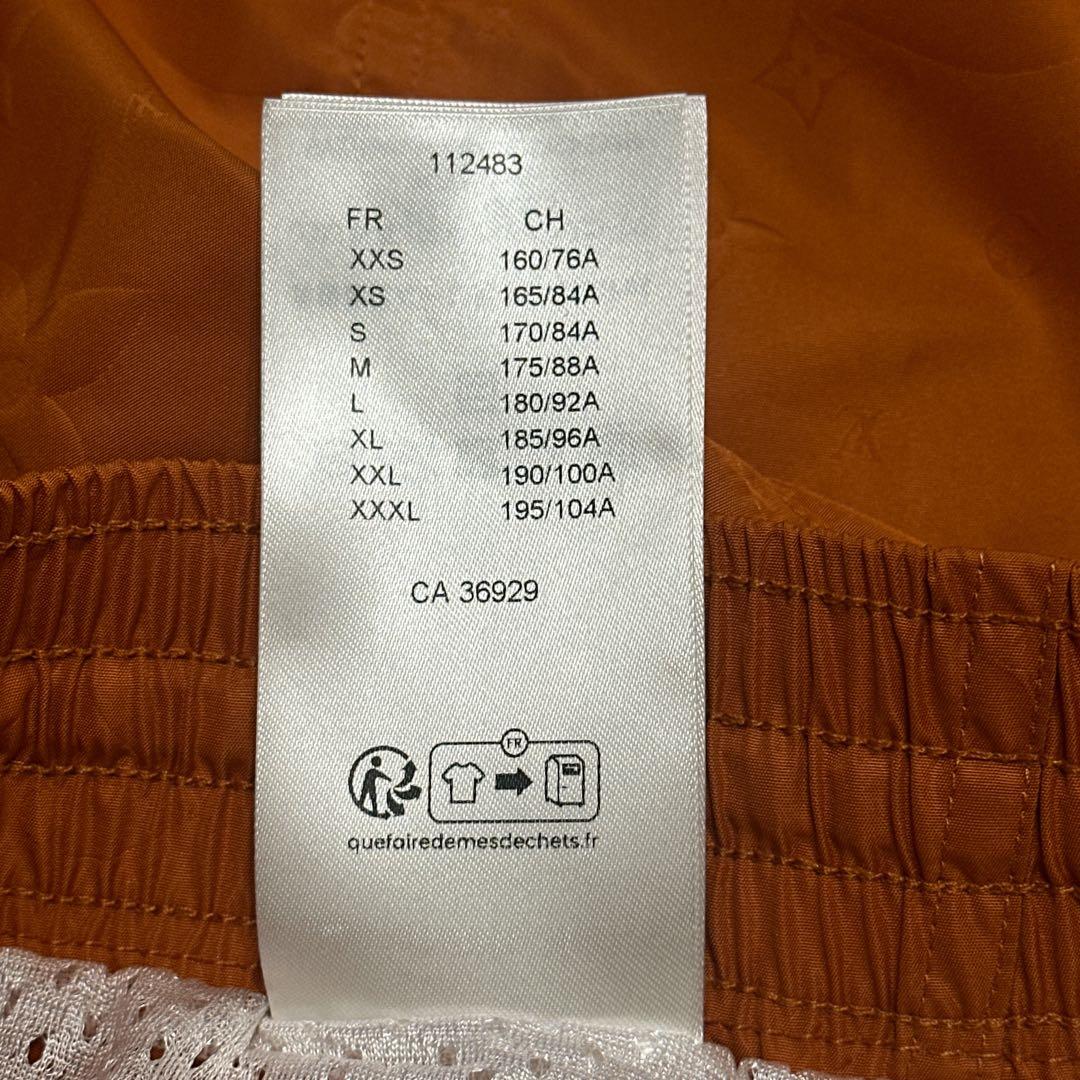 112483
FR CH
XXS 160/76A
XS 165/84A
S 170/84A
M 175/88A
L 180/92A
XL 185/96A
XXL 190/100A
XXXL 195/104A
CA 36929
FR
quefairedemesdechets.fr